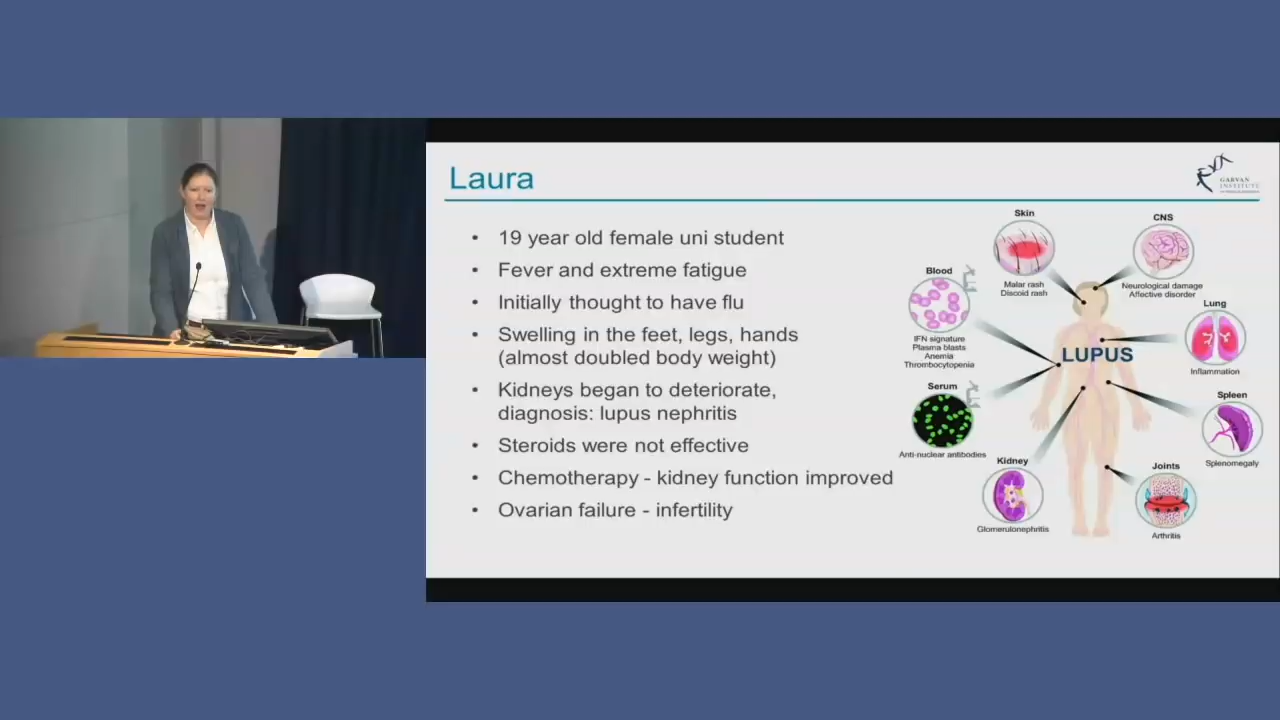 Laura
GARVAN
INSTITUTE
19 year old female uni student
Fever and extreme fatigue
Initially thought to have flu
Swelling in the feet, legs, hands
(almost doubled body weight)
Kidneys began to deteriorate,
diagnosis: lupus nephritis
Steroids were not effective
Chemotherapy - kidney function improved
Ovarian failure - infertility
Skin
Malar rash
Discoid rash
CNS
Neurological damage
Affective disorder
Blood
IFN signature
Plasma blasts
Anemia
Thrombocytopenia
Lung
Inflammation
LUPUS
Serum
Anti-nuclear antibodies
Spleen
Splenomegaly
Kidney
Glomerulonephritis
Joints
Arthritis